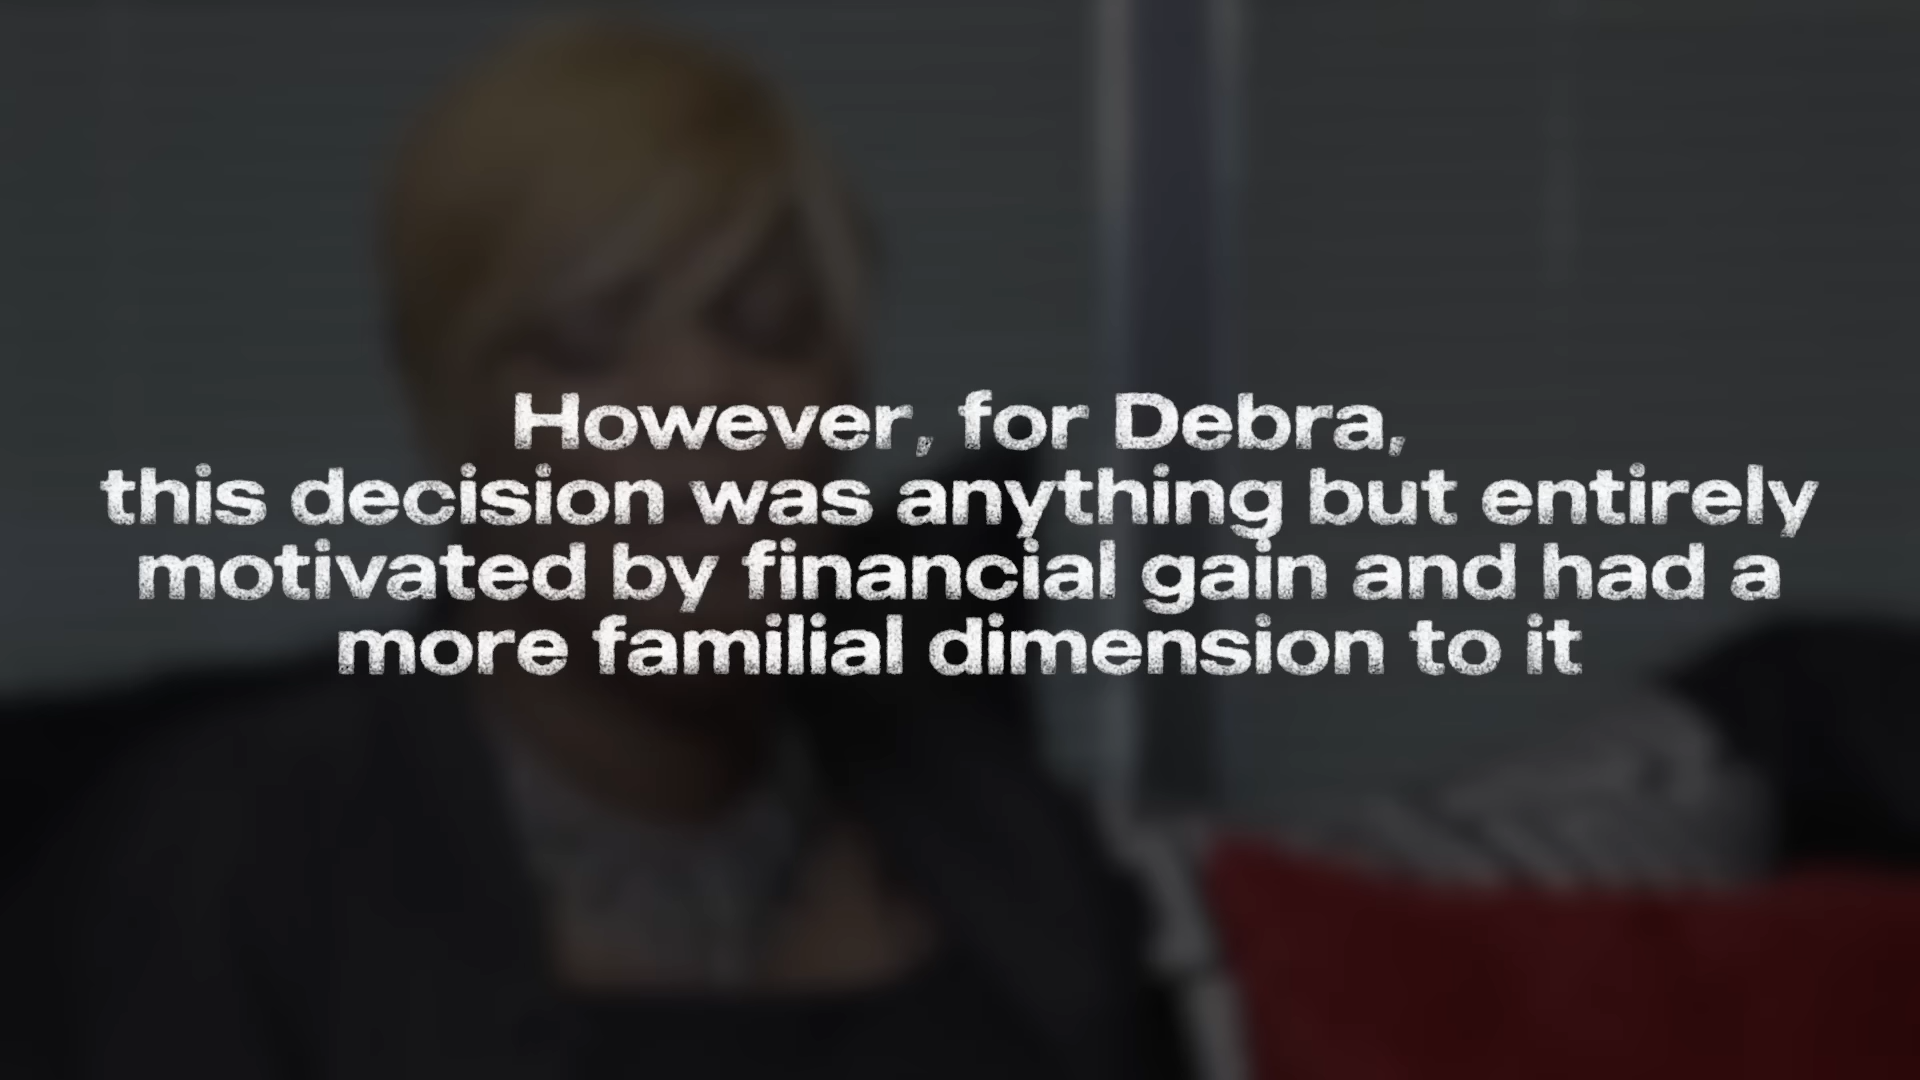 However, for Debra,
this decision was anything but entirely
motivated by financial gain and had a
more familial dimension to it